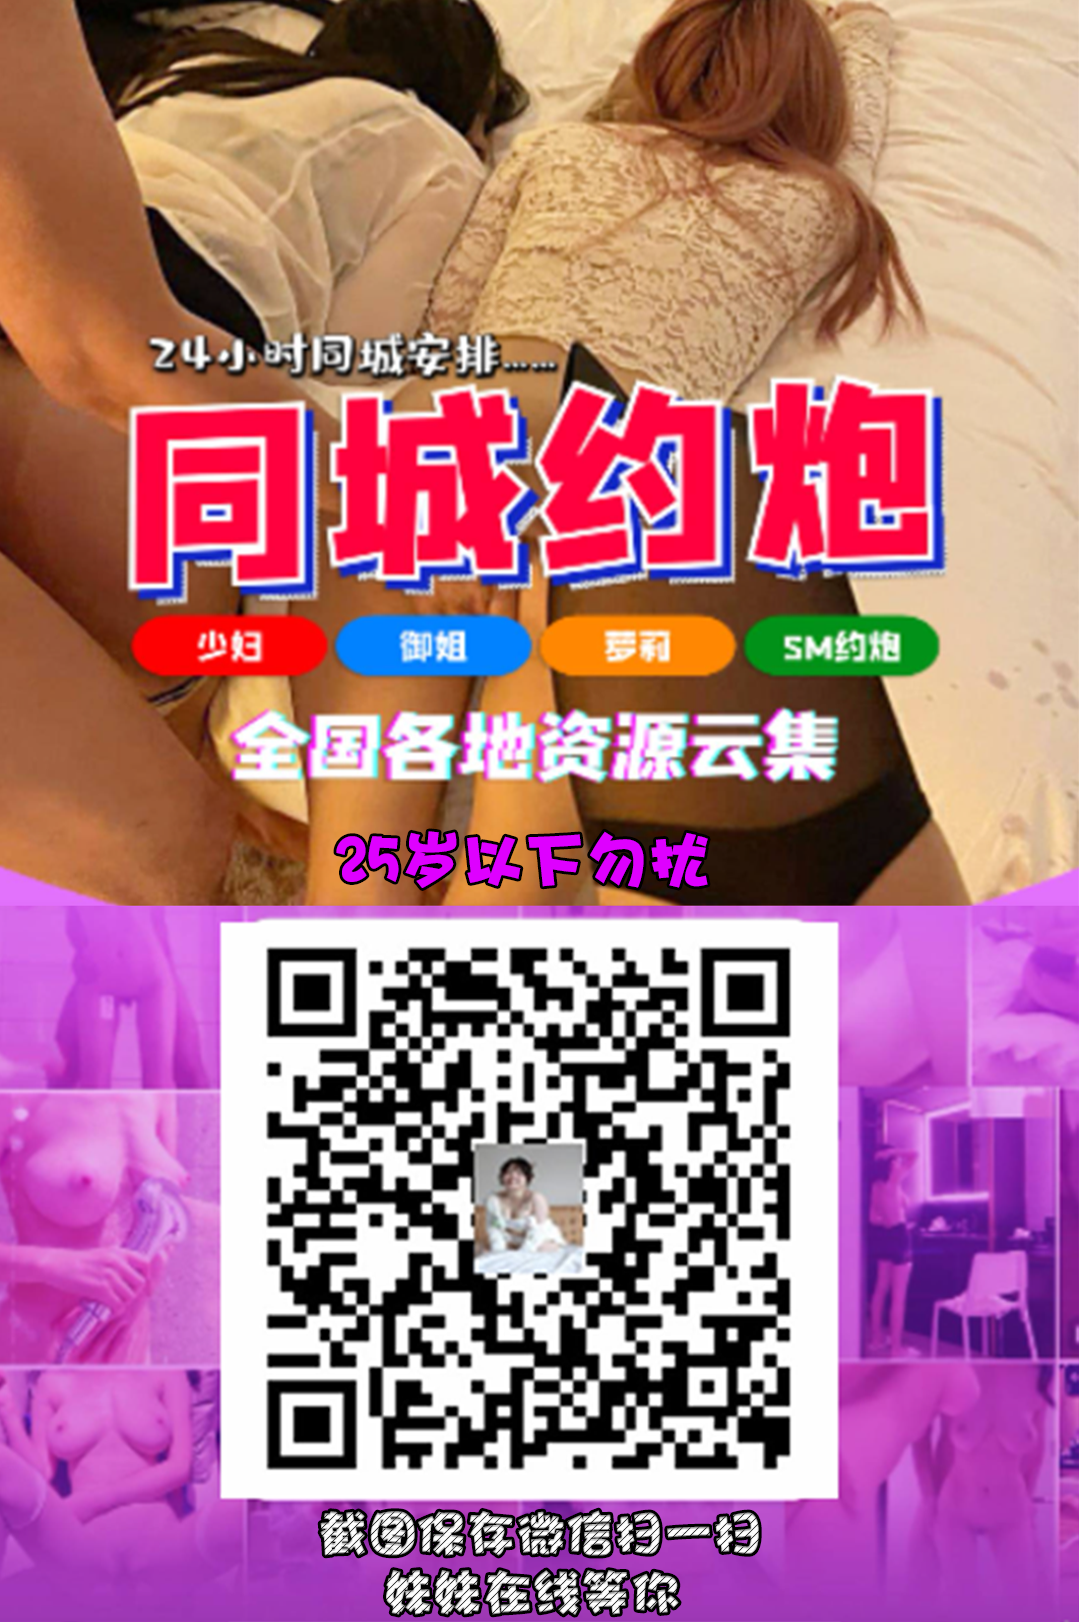 24小时同城安排……
同城约炮
少妇 御姐 萝莉 SM约炮
全国各地资源云集
25岁以下勿扰
截图保存微信扫一扫
妹妹在线等你